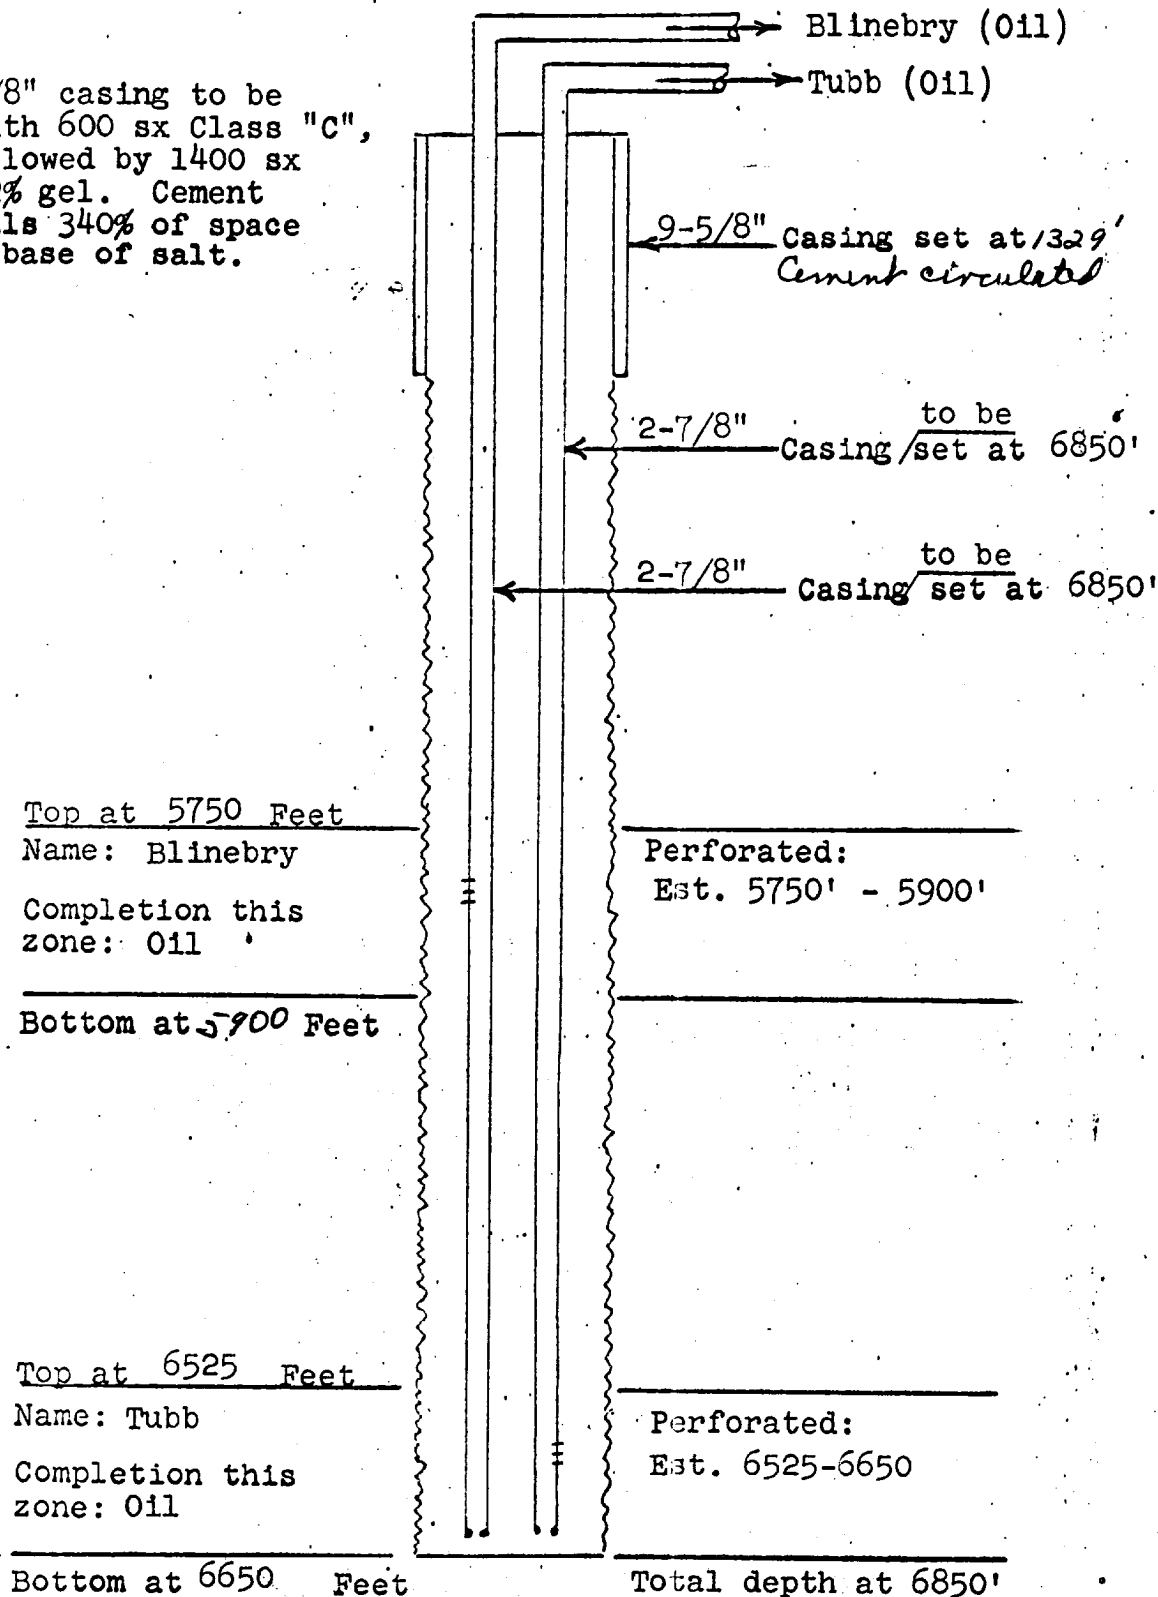 Blinebry (Oil)
Tubb (Oil)
/8" casing to be
ith 600 sx Class "C",
lowed by 1400 sx
2% gel. Cement
ls 340% of space
base of salt.
9-5/8" Casing set at 1329'
Cement circulated
2-7/8" Casing/set at 6850'
to be
2-7/8" Casing/set at 6850'
to be
Top at 5750 Feet
Name: Blinebry
Completion this
zone: Oil
Bottom at 5900 Feet
Perforated:
Est. 5750' - 5900'
Top at 6525 Feet
Name: Tubb
Completion this
zone: Oil
Bottom at 6650 Feet
Perforated:
Est. 6525-6650
Total depth at 6850'